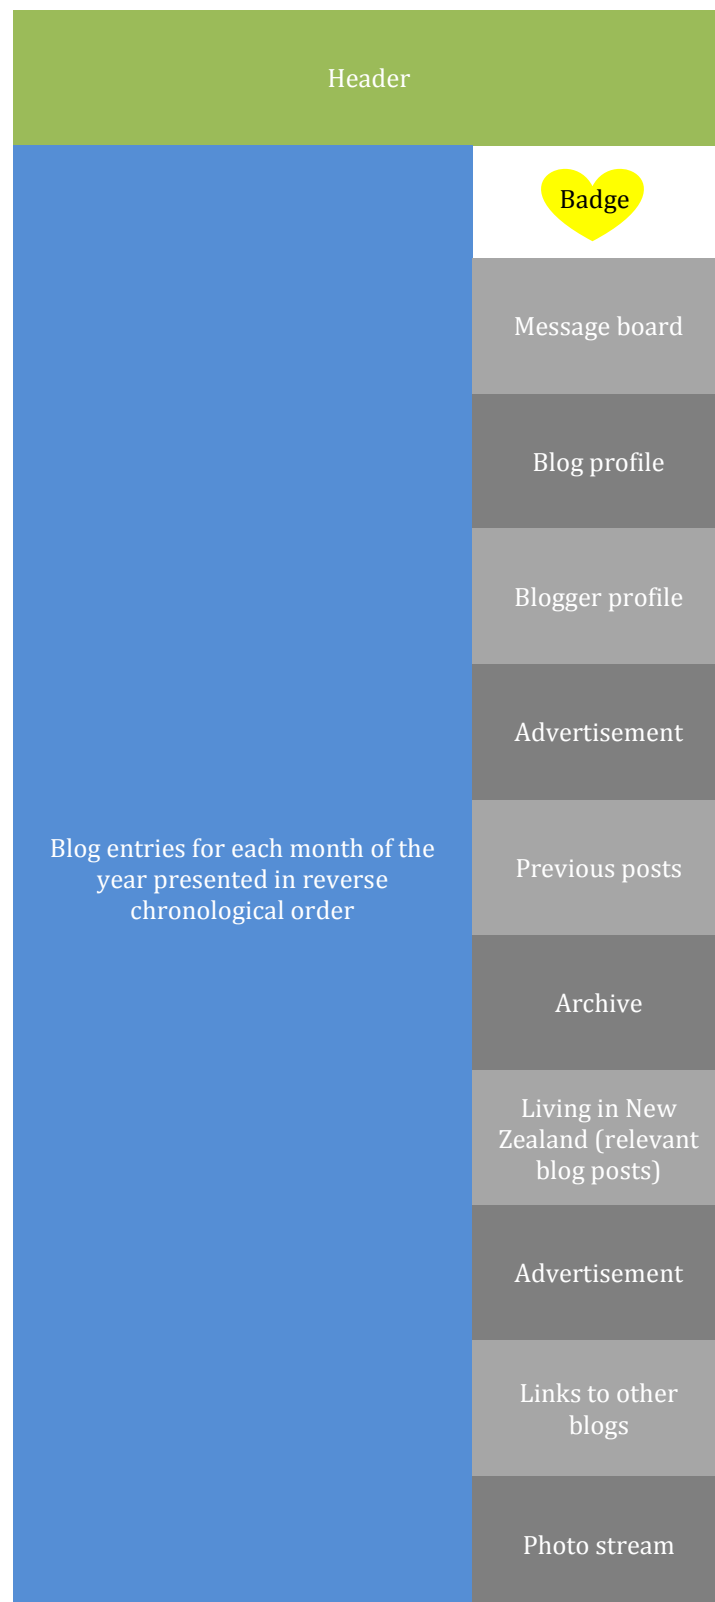 Header
Badge
Message board
Blog profile
Blogger profile
Advertisement
Blog entries for each month of the
year presented in reverse
chronological order
Previous posts
Archive
Living in New
Zealand (relevant
blog posts)
Advertisement
Links to other
blogs
Photo stream